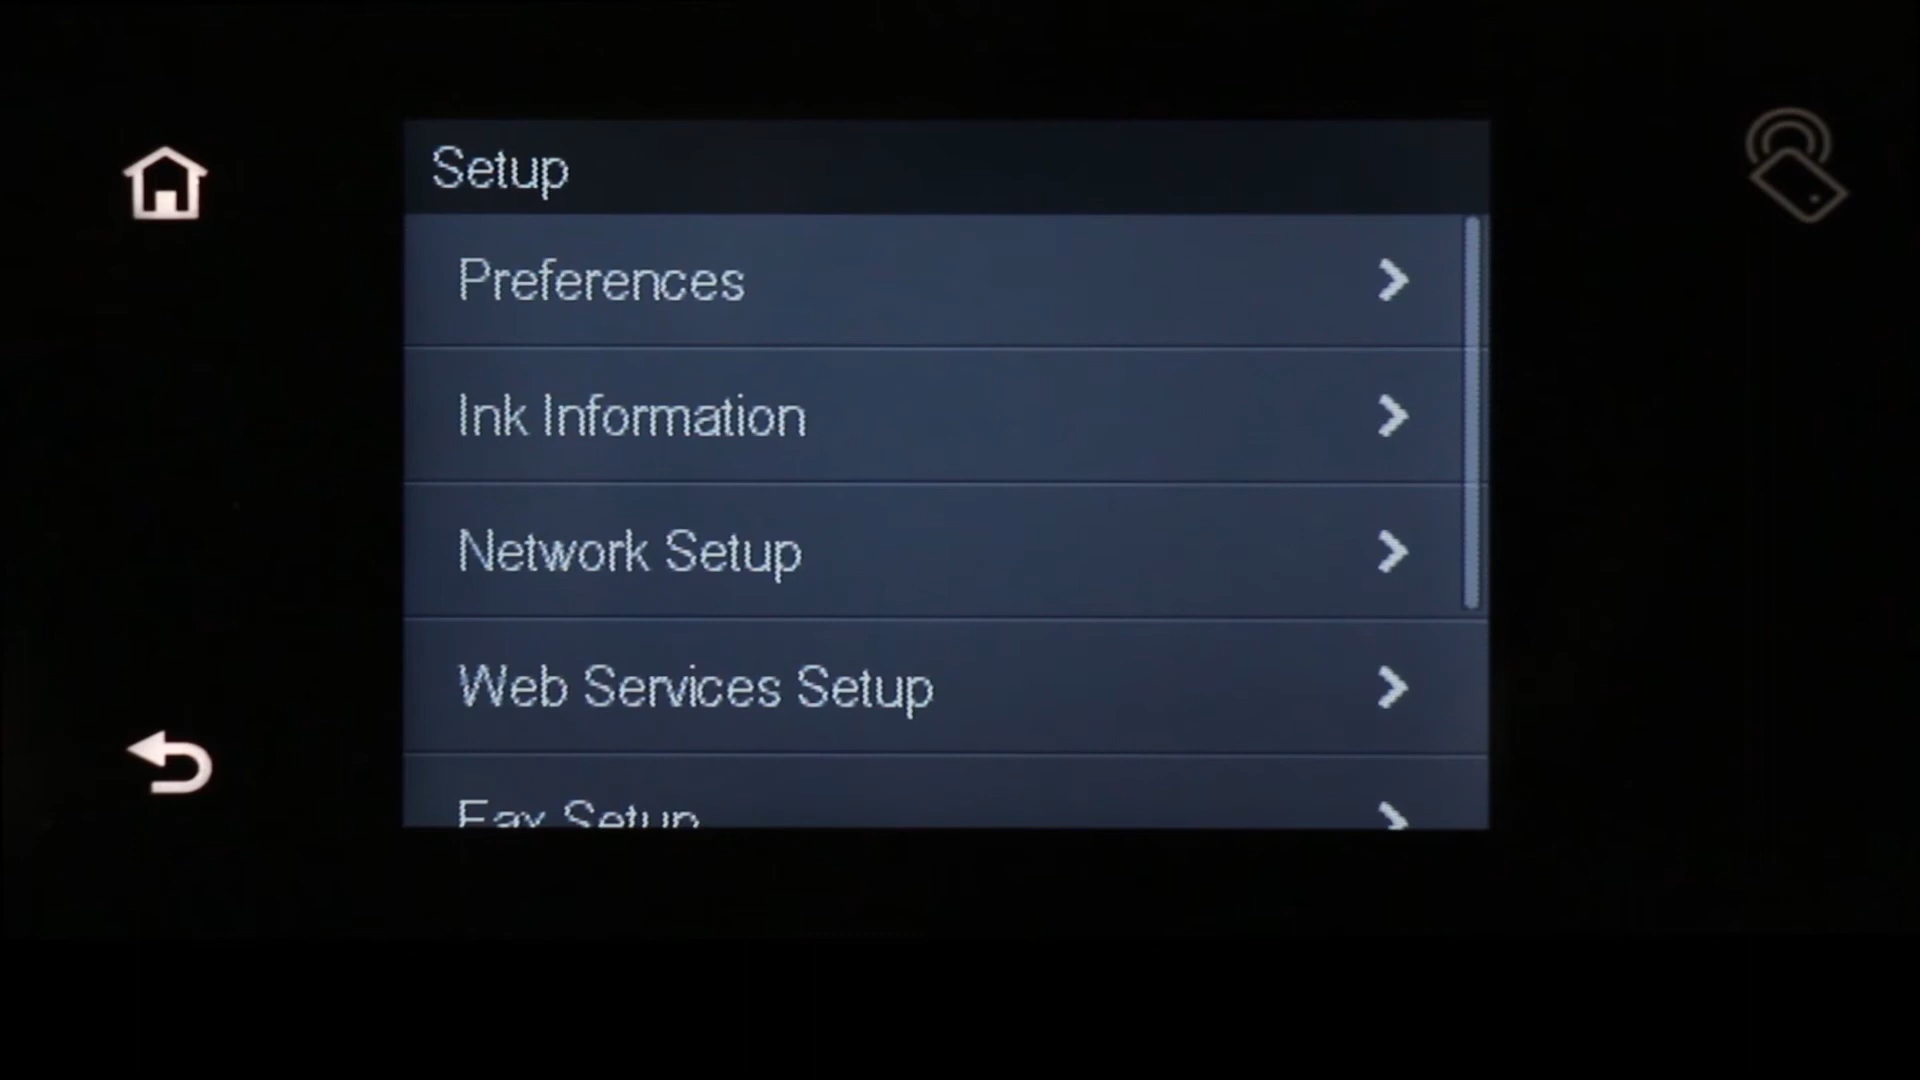 Setup
Preferences
Ink Information
Network Setup
Web Services Setup
Fax Setup